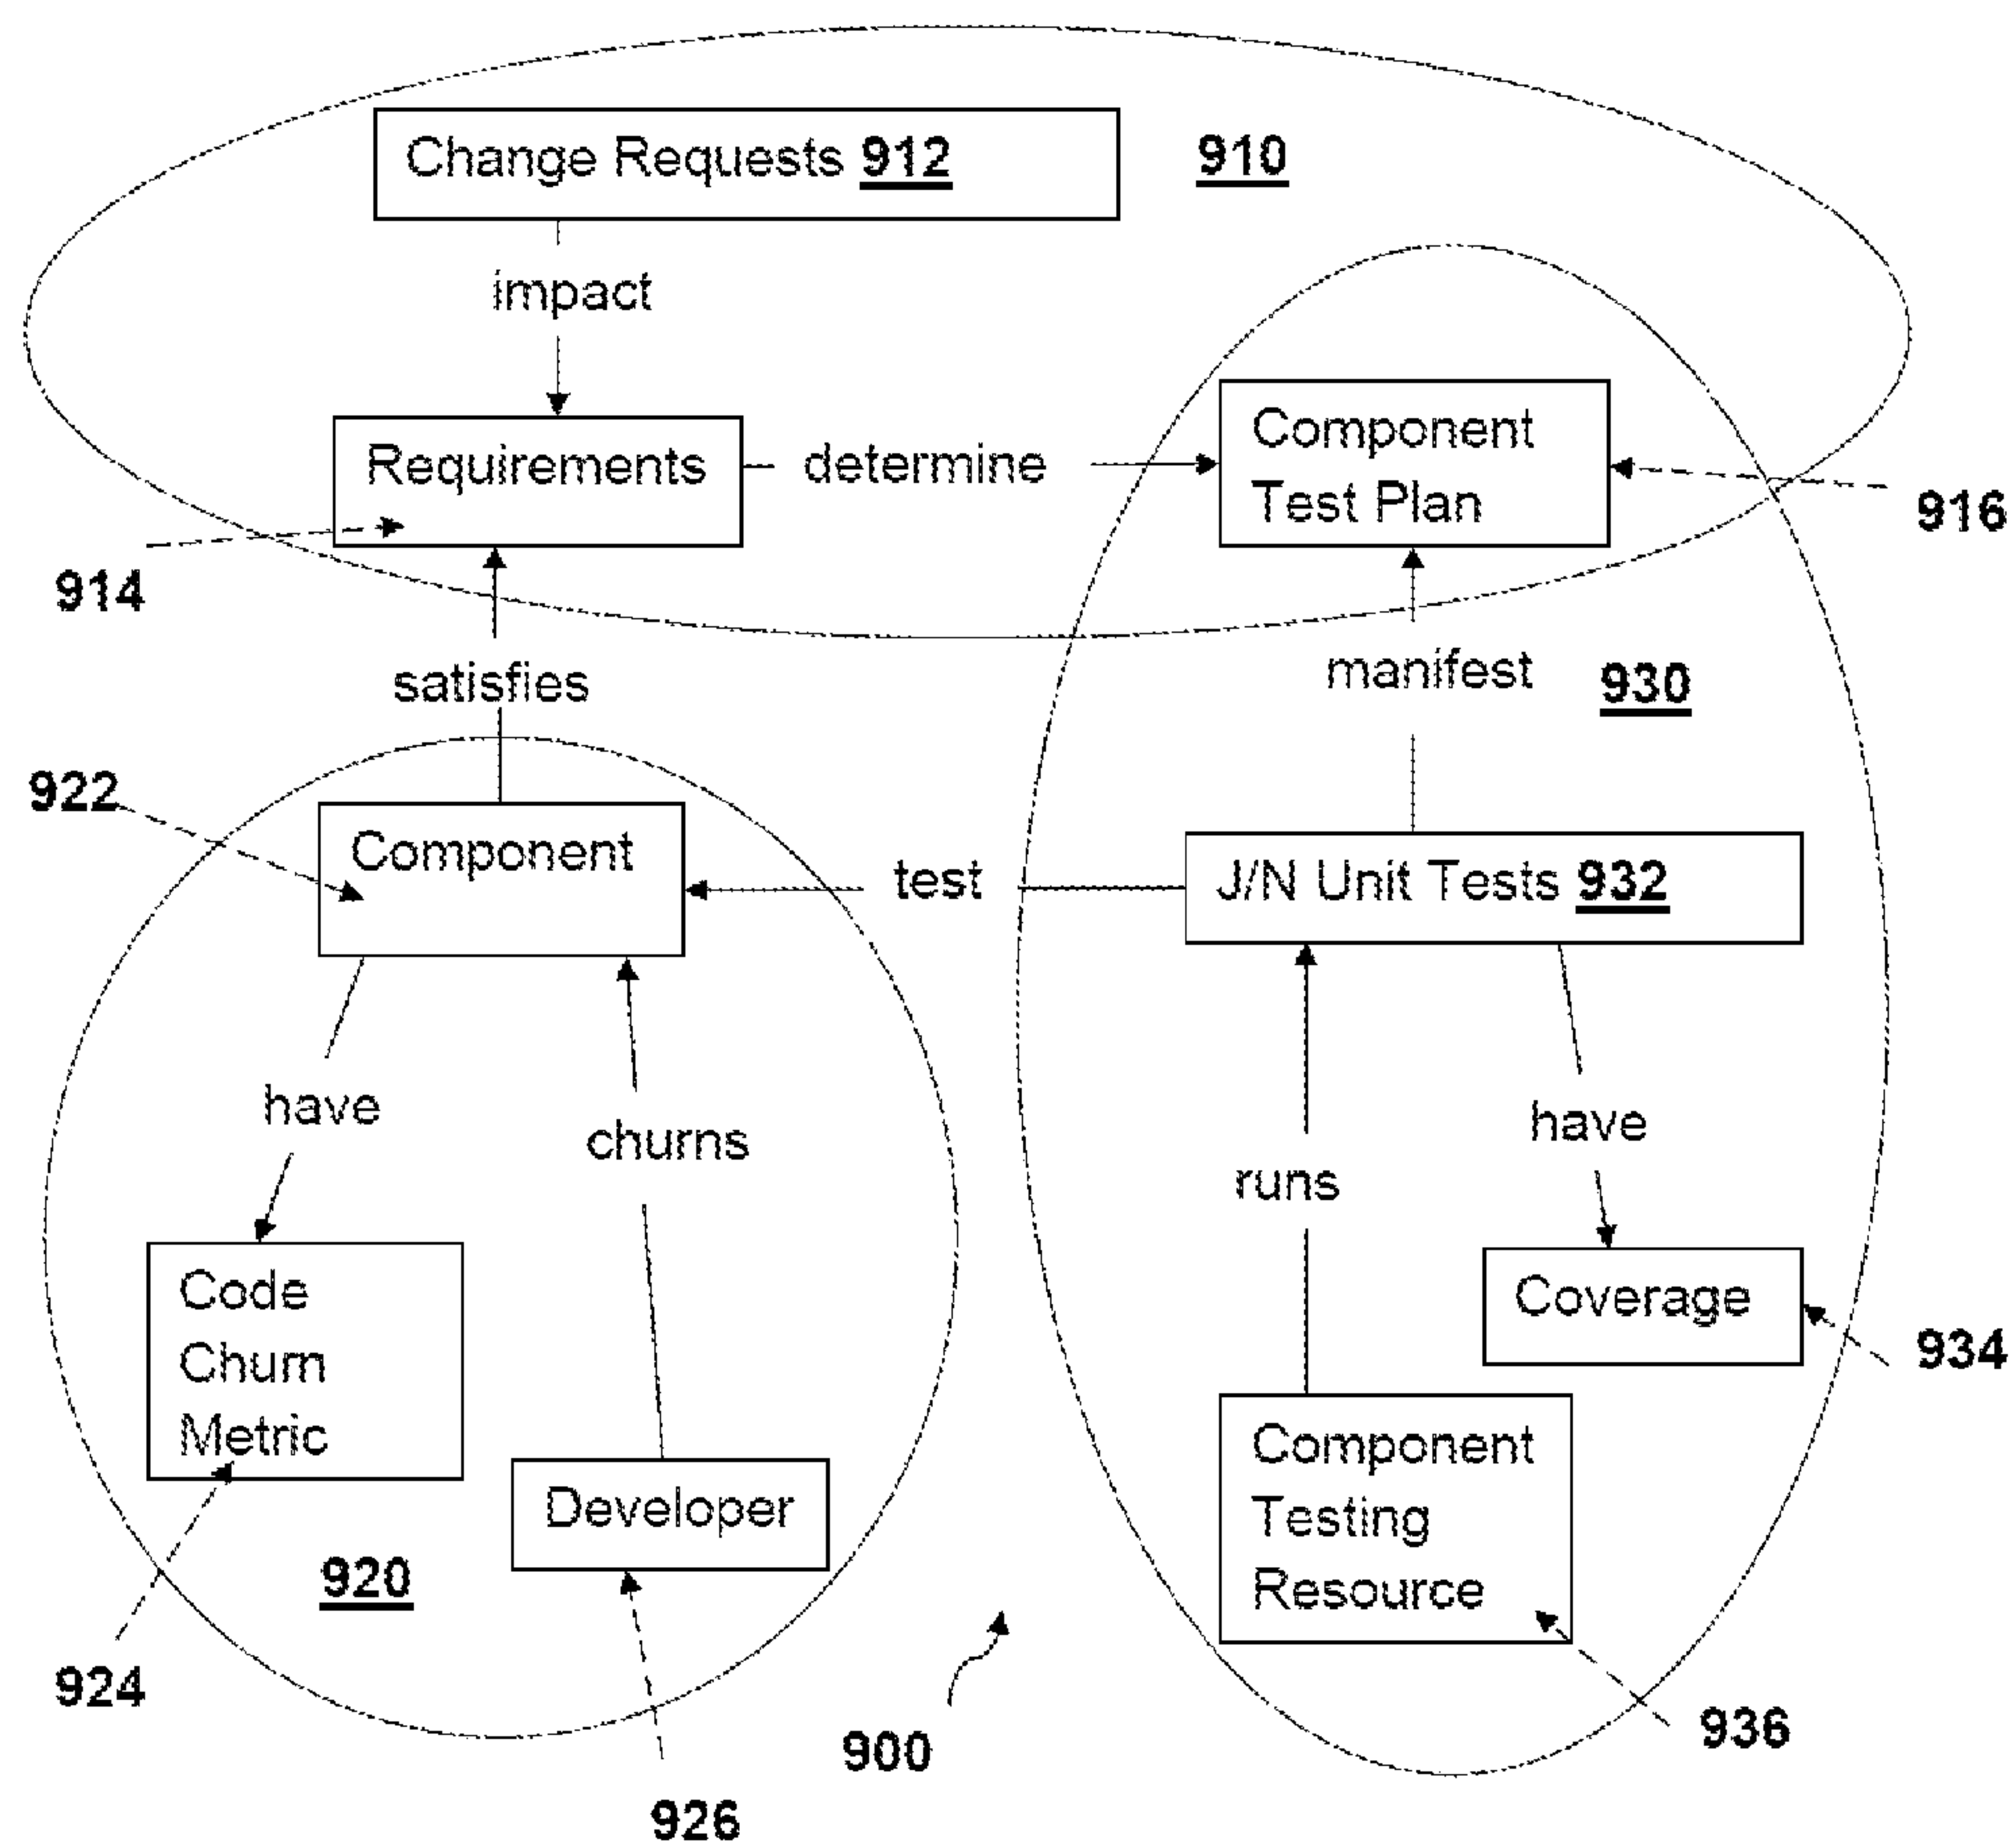 Change Requests 912
910
impact
Requirements
determine
Component
Test Plan
916
914
satisfies
manifest
930
922
Component
test
J/N Unit Tests 932
have
churns
runs
have
Code
Churn
Metric
Coverage
934
Developer
Component
Testing
Resource
920
924
900
936
926